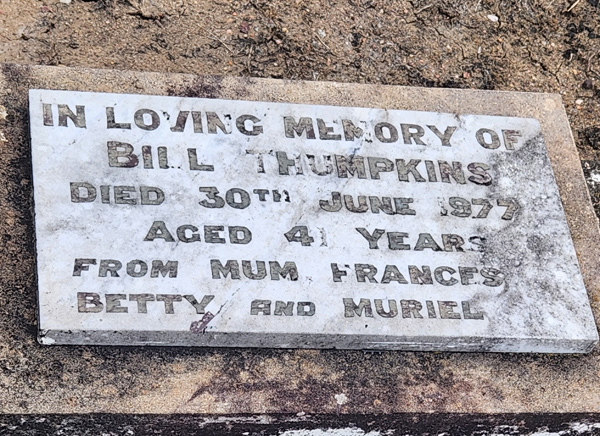 IN LOVING MEMORY OF
BILL THUMPKINS
DIED 30TH JUNE 1977
AGED 41 YEARS
FROM MUM FRANCES
BETTY AND MURIEL